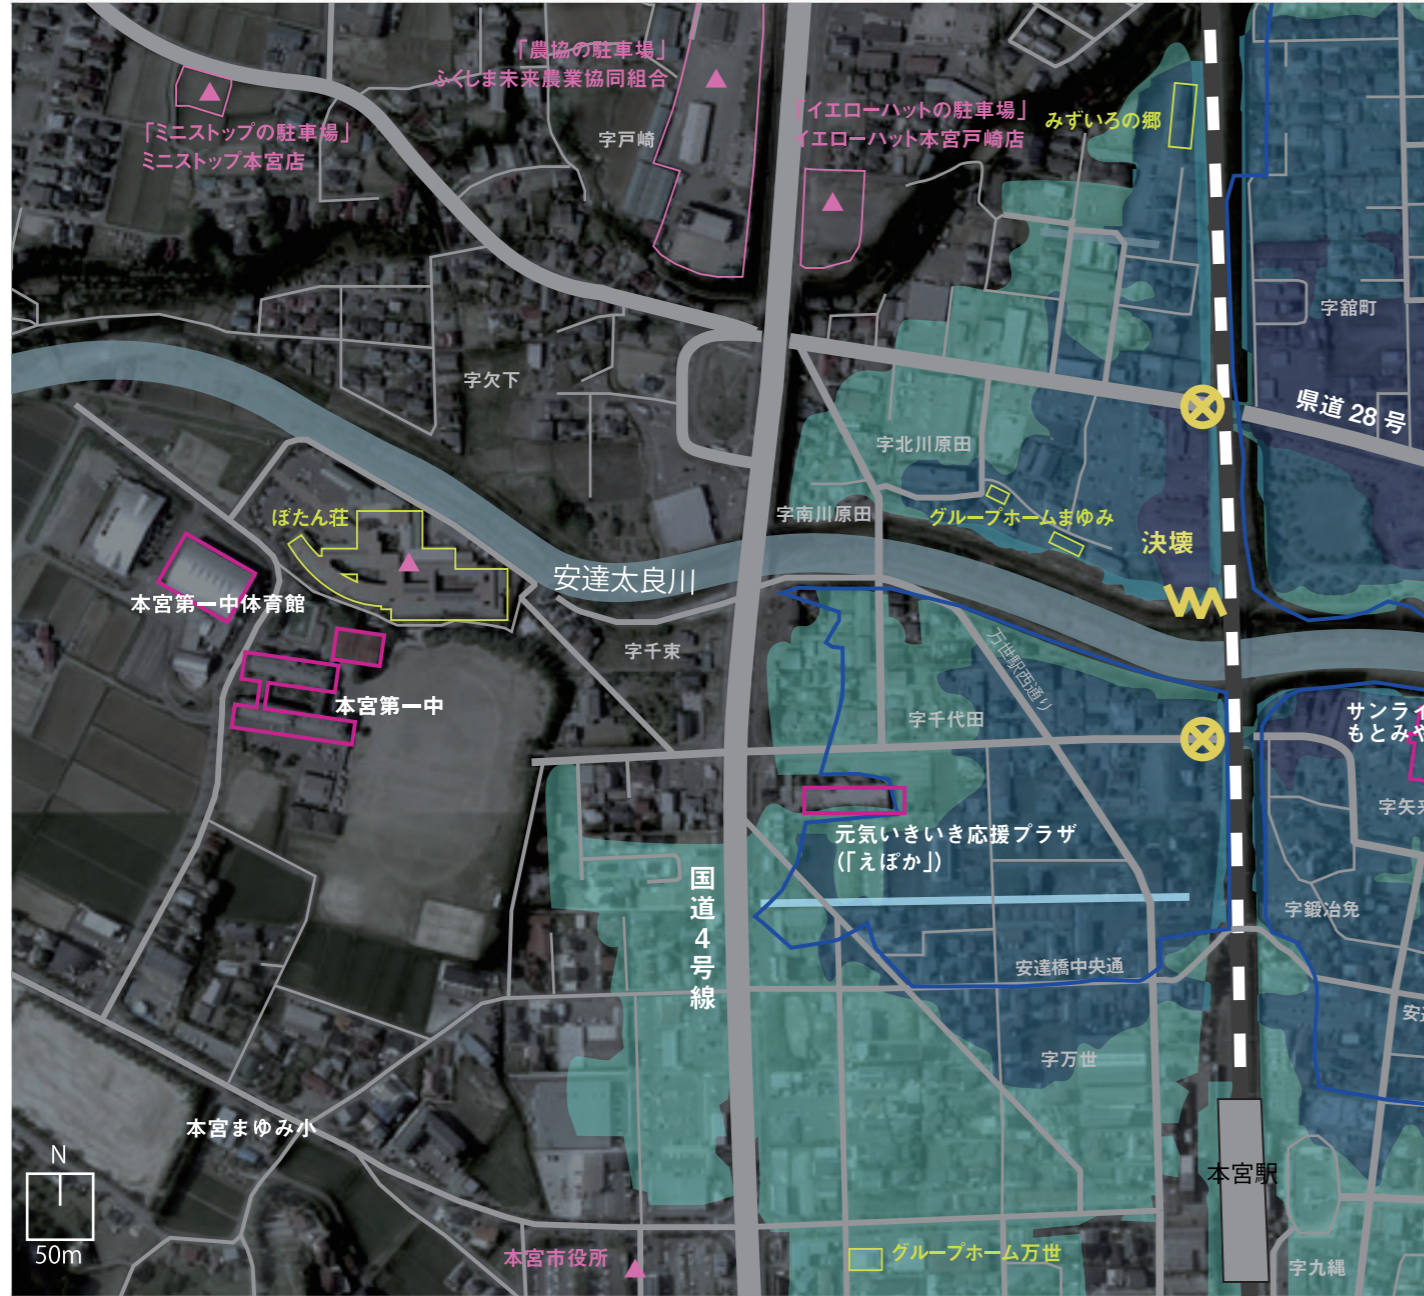 「農協の駐車場」
ふくしま未来農業協同組合
「イエローハットの駐車場」
イエローハット本宮戸崎店
みずいろの郷
「ミニストップの駐車場」
ミニストップ本宮店
字戸崎
字舘町
字欠下
県道 28 号
字北川原田
ぼたん荘
字南川原田
グループホームまゆみ
決壊
安達太良川
本宮第一中体育館
字千束
万世駅西通り
本宮第一中
字千代田
サンライ
もとみや
字矢来
元気いきいき応援プラザ
(「えぽか」)
国道4号線
字鍛治免
安達橋中央通
安達
字万世
本宮まゆみ小
N
50m
本宮駅
本宮市役所
グループホーム万世
字九縄